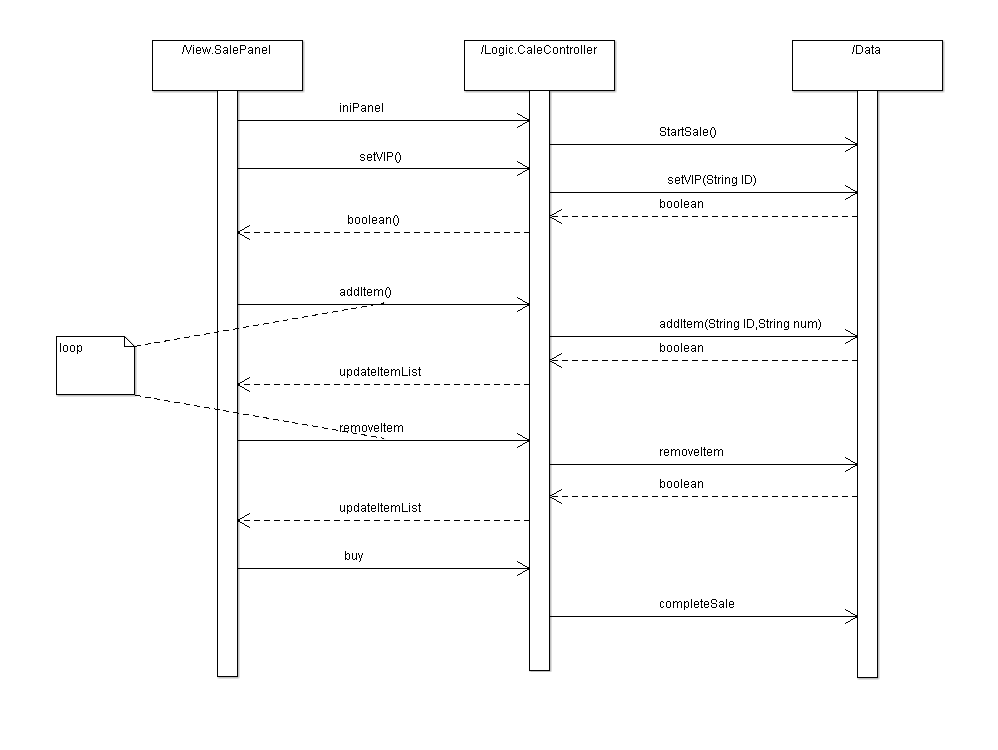 /View.SalePanel
/Logic.CaleController
/Data
iniPanel
StartSale()
setVIP()
setVIP(String ID)
boolean
boolean()
addItem()
addItem(String ID,String num)
loop
boolean
updateItemList
removeItem
removeItem
boolean
updateItemList
buy
completeSale